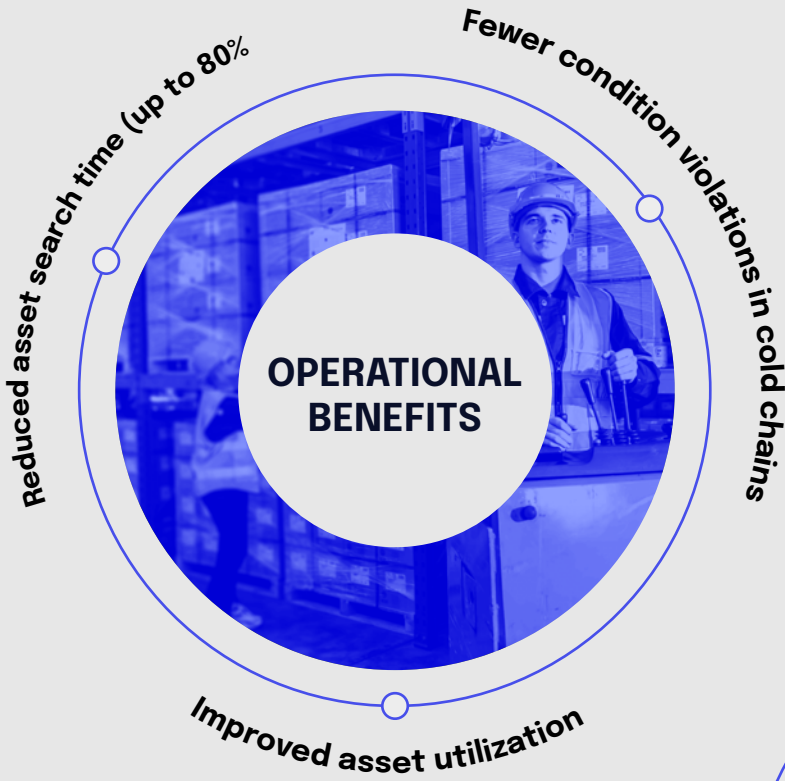 Reduced asset search time (up to 80%
Fewer condition violations in cold chains
OPERATIONAL
BENEFITS
Improved asset utilization